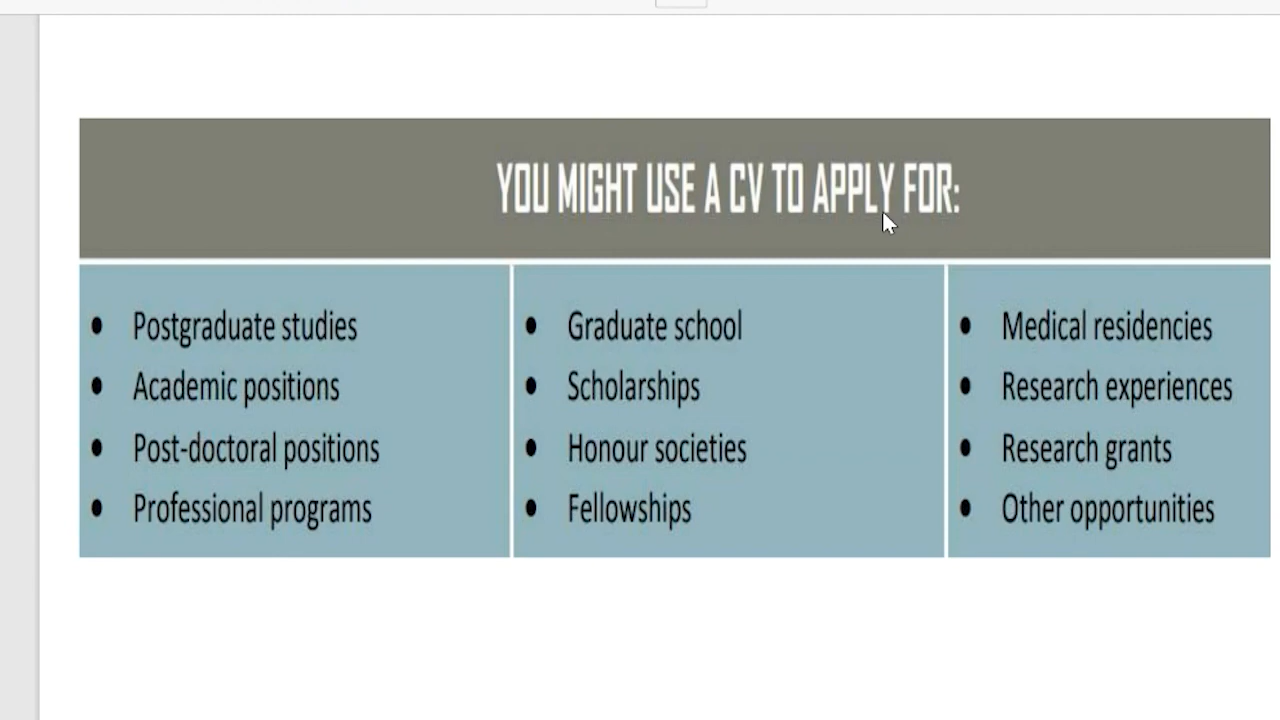 YOU MIGHT USE A CV TO APPLY FOR:
• Postgraduate studies
• Academic positions
• Post-doctoral positions
• Professional programs
• Graduate school
• Scholarships
• Honour societies
• Fellowships
• Medical residencies
• Research experiences
• Research grants
• Other opportunities